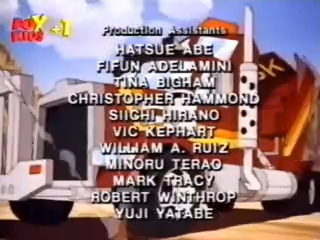 FOX KIDS +1
Production Assistants
HATSUE ABE
FIFUN ADELAMINI
TINA BIGHAM
CHRISTOPHER HAMMOND
SIICHI HIRANO
VIC KEPHART
WILLIAM A. RUIZ
MINORU TERAO
MARK TRACY
ROBERT WINTHROP
YUJI YATABE